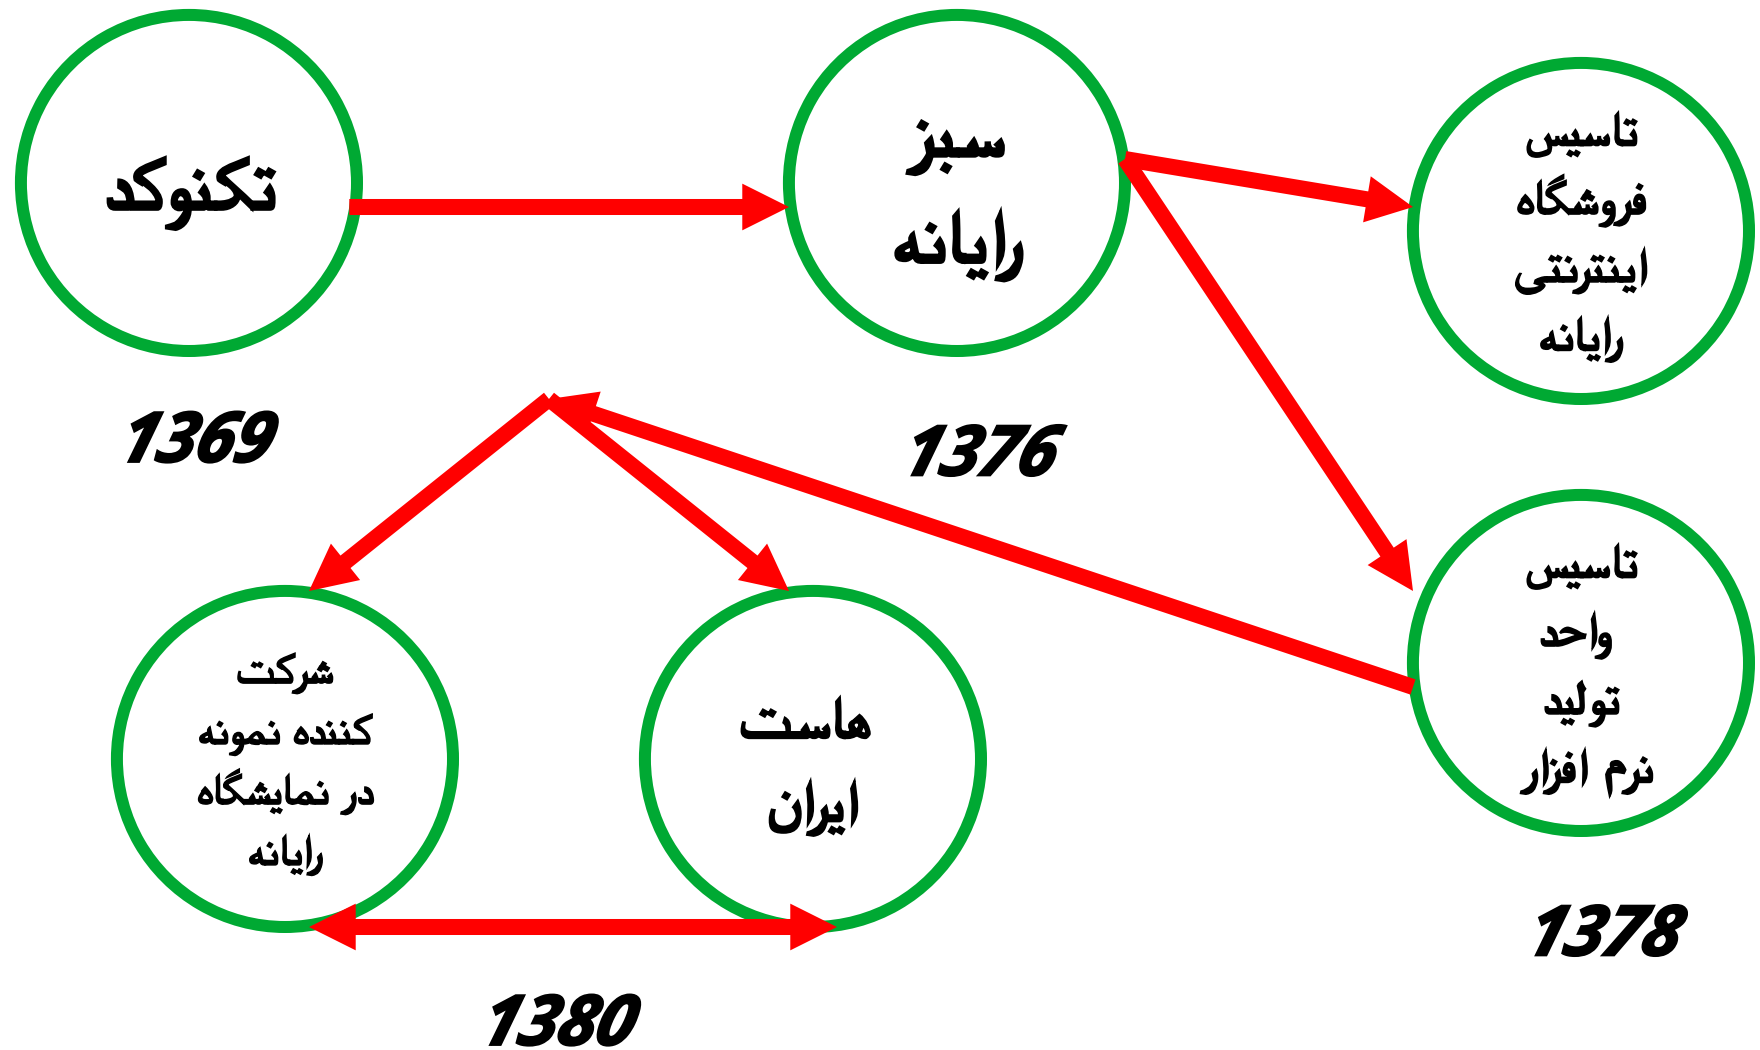 تکنوکد
1369
سبز
رایانه
1376
تاسیس
فروشگاه
اینترنتی
رایانه
تاسیس
واحد
تولید
نرم افزار
1378
هاست
ایران
شرکت
کننده نمونه
در نمایشگاه
رایانه
1380